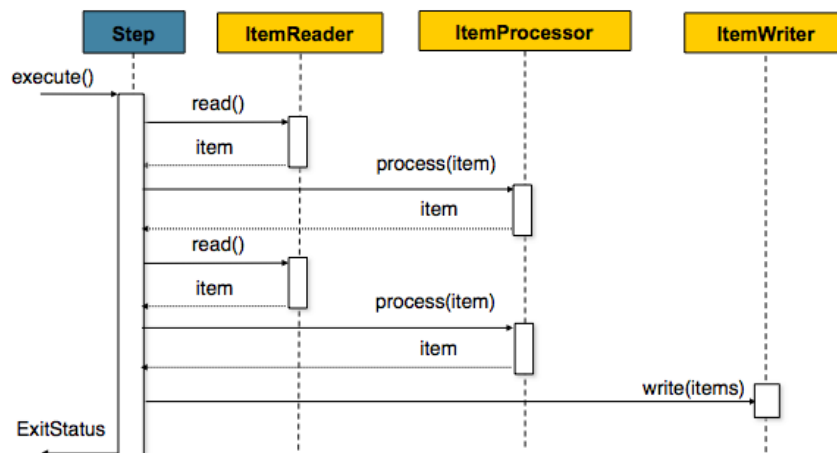 Step
ItemReader
ItemProcessor
ItemWriter
execute()
read()
item
process(item)
item
read()
item
process(item)
item
write(items)
ExitStatus